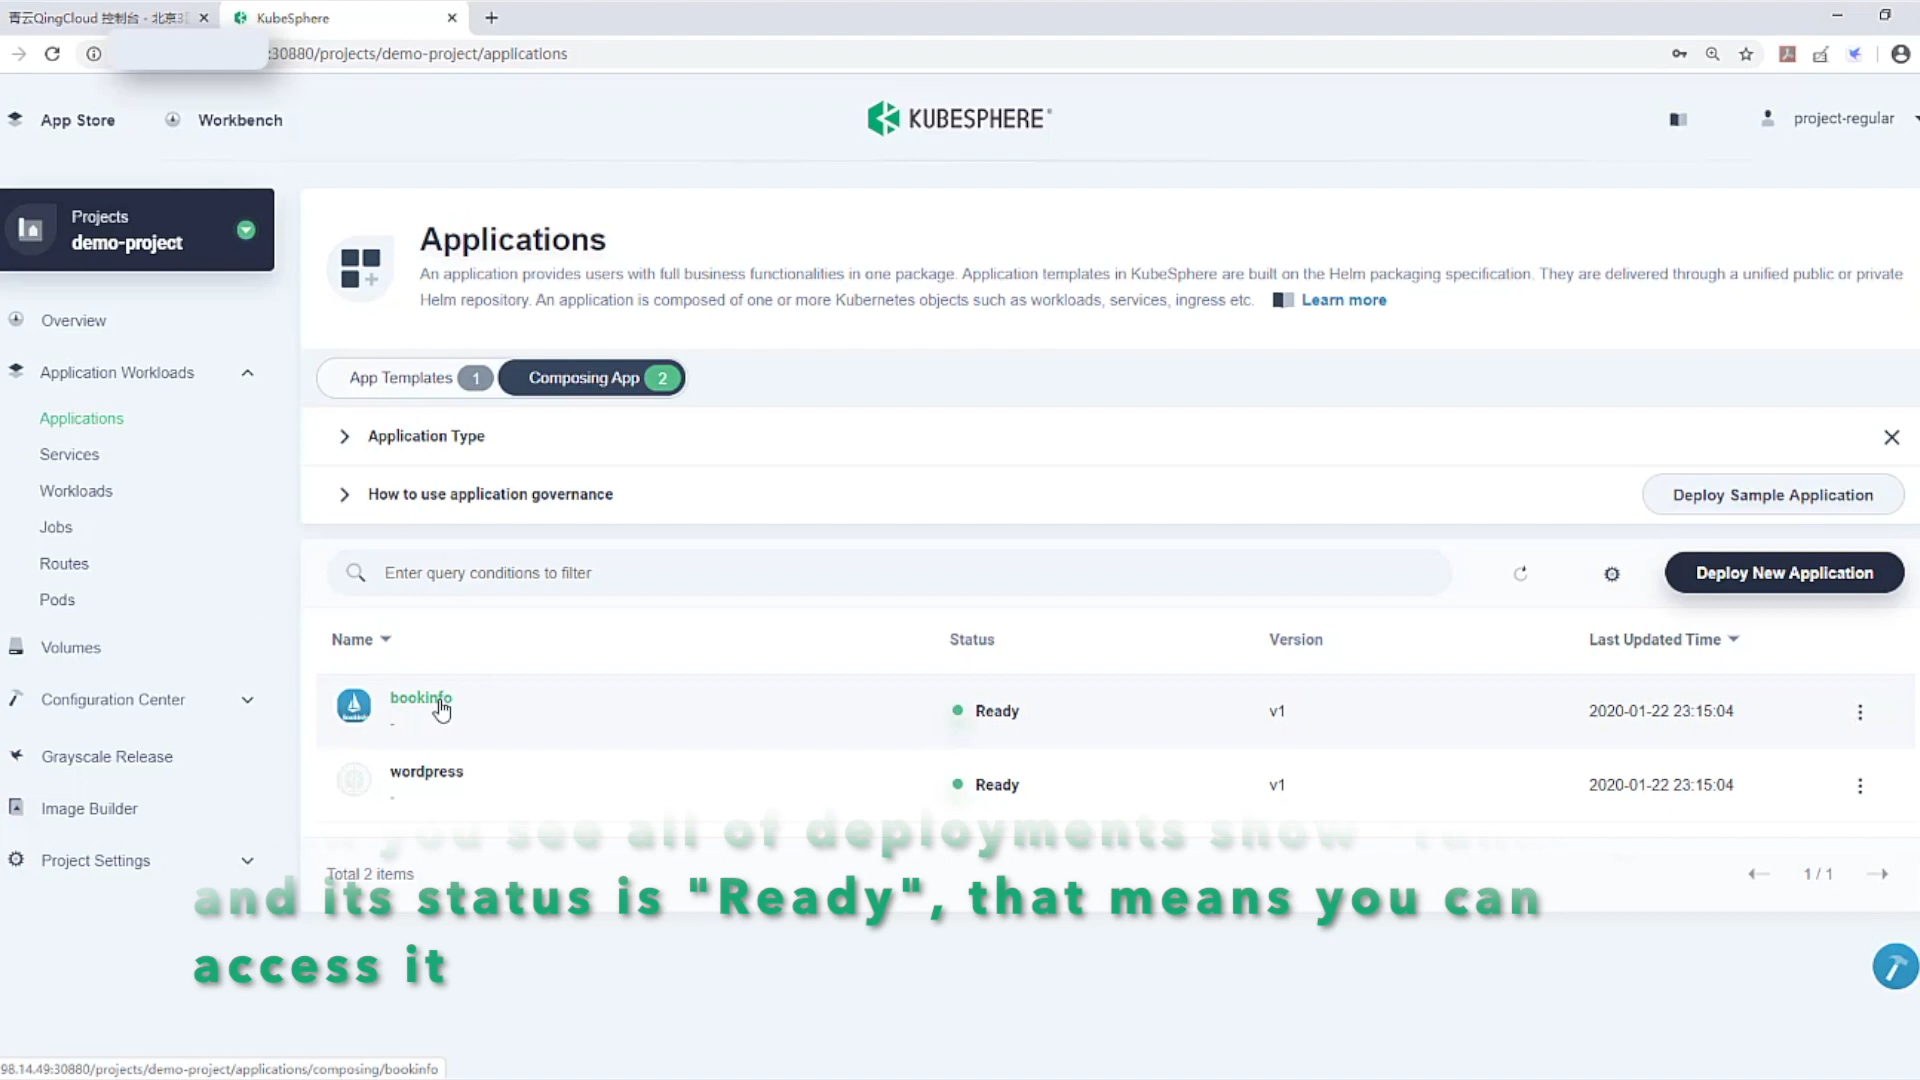 青云QingCloud 控制台 - 北京3
KubeSphere
:30880/projects/demo-project/applications
App Store
Workbench
KUBESPHERE
project-regular
Projects
demo-project
Overview
Application Workloads
Applications
Services
Workloads
Jobs
Routes
Pods
Volumes
Configuration Center
Grayscale Release
Image Builder
Project Settings
Applications
An application provides users with full business functionalities in one package. Application templates in KubeSphere are built on the Helm packaging specification. They are delivered through a unified public or private
Helm repository. An application is composed of one or more Kubernetes objects such as workloads, services, ingress etc. Learn more
App Templates 1
Composing App 2
Application Type
How to use application governance
Deploy Sample Application
Enter query conditions to filter
Deploy New Application
Name Status Version Last Updated Time
bookinfo Ready v1 2020-01-22 23:15:04
-
wordpress Ready v1 2020-01-22 23:15:04
-
you see all of deployments show
Total 2 items
1 / 1
and its status is "Ready", that means you can
access it
98.14.49:30880/projects/demo-project/applications/composing/bookinfo